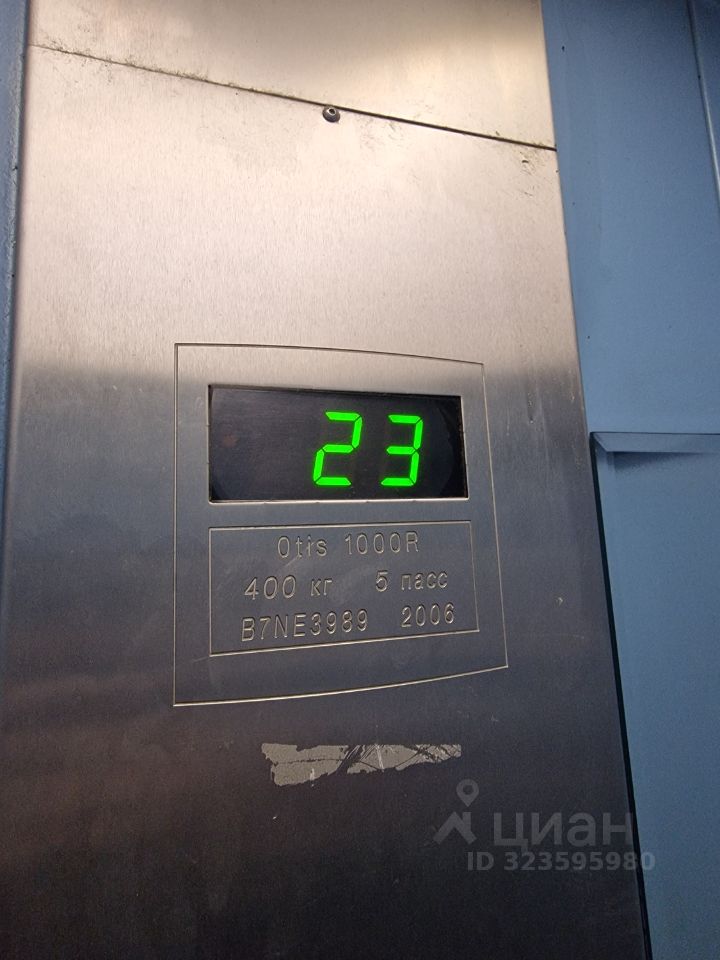 23
Otis 1000R
400 кг 5 пасс
B7NE3989 2006
циан
ID 323595980